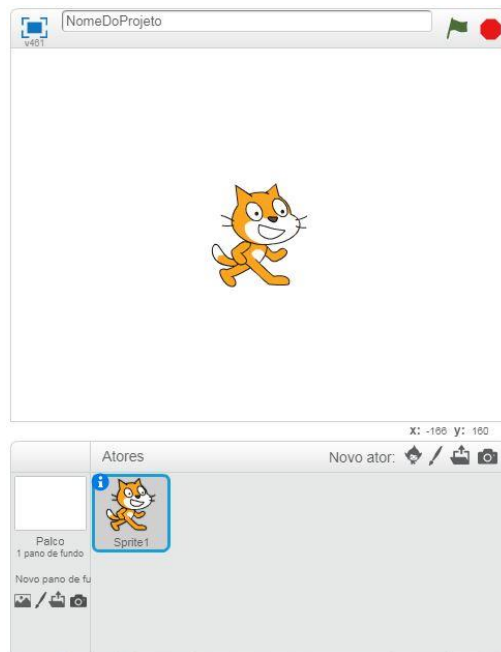 NomeDoProjeto
v461
x: -166 y: 160
Atores
Novo ator:
Sprite1
Palco
1 pano de fundo
Novo pano de fu